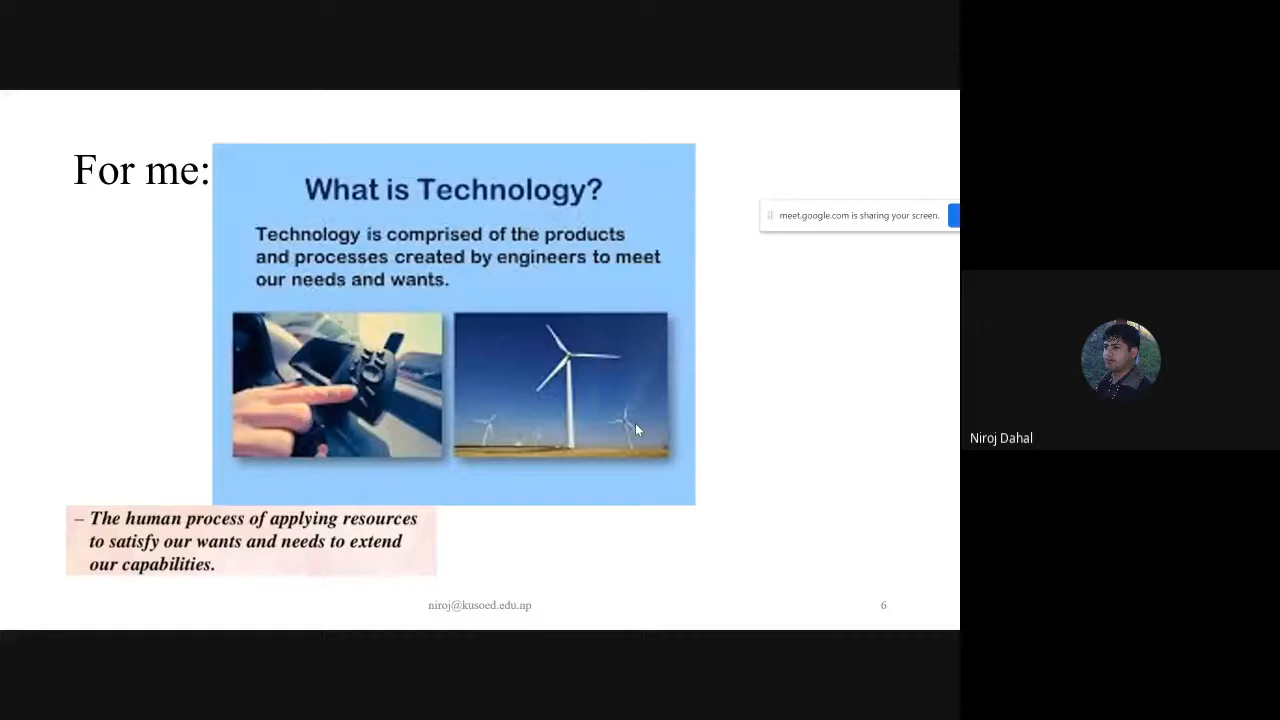 For me:
What is Technology?
Technology is comprised of the products
and processes created by engineers to meet
our needs and wants.
– The human process of applying resources
to satisfy our wants and needs to extend
our capabilities.
niroj@kusoed.edu.np
6
meet.google.com is sharing your screen.
Niroj Dahal